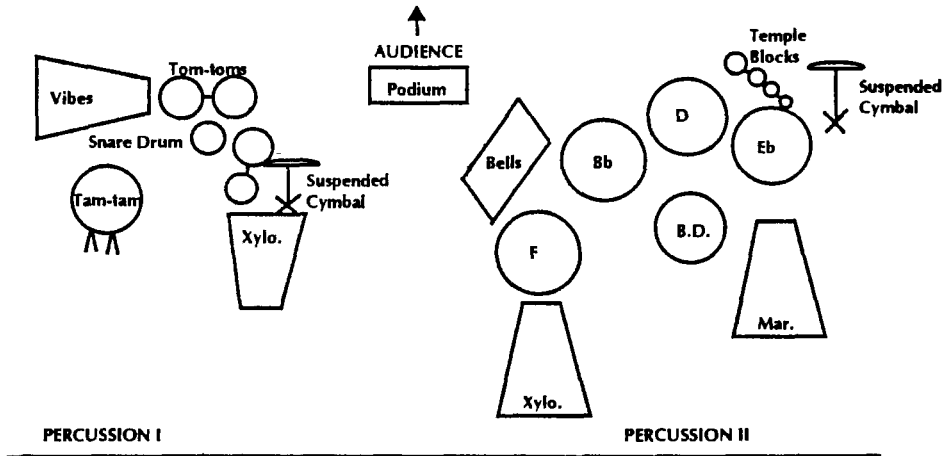 AUDIENCE
Podium
Vibes
Tom-toms
Snare Drum
Tam-tam
Suspended
Cymbal
Xylo.
Temple
Blocks
Suspended
Cymbal
Bells
Bb
D
Eb
F
B.D.
Mar.
Xylo.
PERCUSSION I
PERCUSSION II